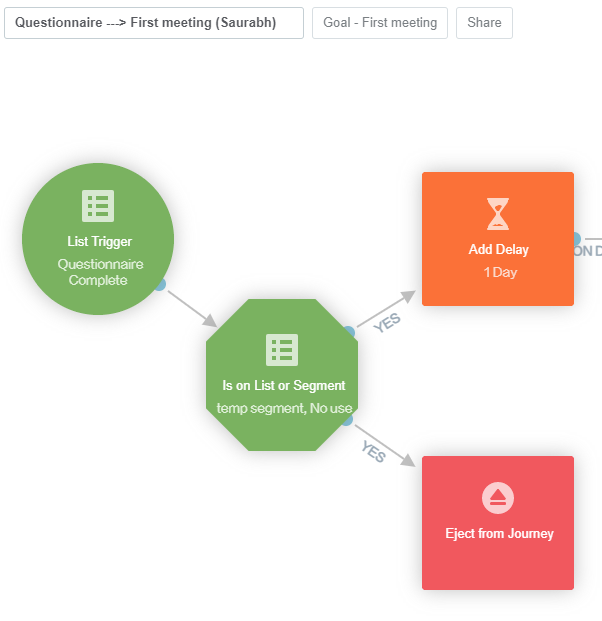 Questionnaire ---> First meeting (Saurabh)
Goal - First meeting
Share
List Trigger
Questionnaire
Complete
Add Delay
1 Day
ON D
YES
Is on List or Segment
temp segment, No use
YES
Eject from Journey